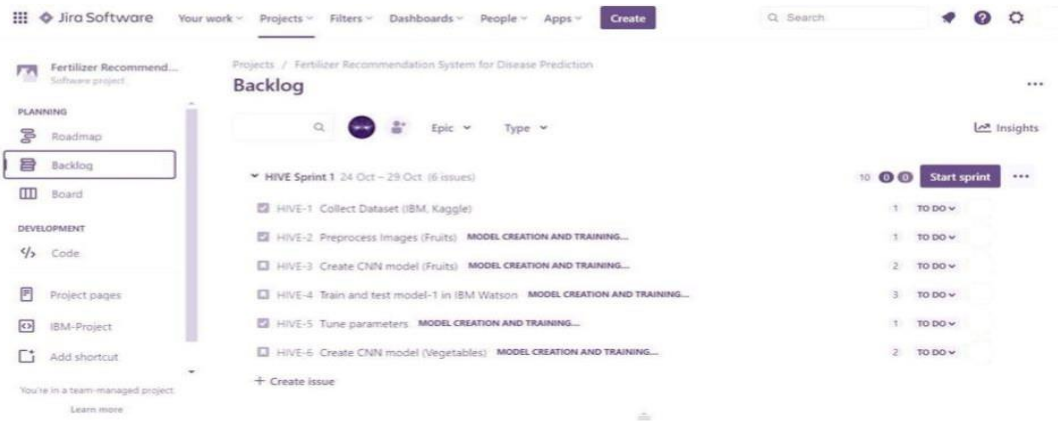 Jira Software Your work Projects Filters Dashboards People Apps Create Search
Fertilizer Recommend...
Software project
PLANNING
Roadmap
Backlog
Board
DEVELOPMENT
Code
Project pages
IBM-Project
Add shortcut
You're in a team-managed project
Learn more
Projects / Fertilizer Recommendation System for Disease Prediction
Backlog
Epic Type Insights
HIVE Sprint 1 24 Oct – 29 Oct (6 issues) 10 0 0 Start sprint
HIVE-1 Collect Dataset (IBM, Kaggle) 1 TO DO
HIVE-2 Preprocess Images (Fruits) MODEL CREATION AND TRAINING... 1 TO DO
HIVE-3 Create CNN model (Fruits) MODEL CREATION AND TRAINING... 2 TO DO
HIVE-4 Train and test model-1 in IBM Watson MODEL CREATION AND TRAINING... 3 TO DO
HIVE-5 Tune parameters MODEL CREATION AND TRAINING... 1 TO DO
HIVE-6 Create CNN model (Vegetables) MODEL CREATION AND TRAINING... 2 TO DO
+ Create issue